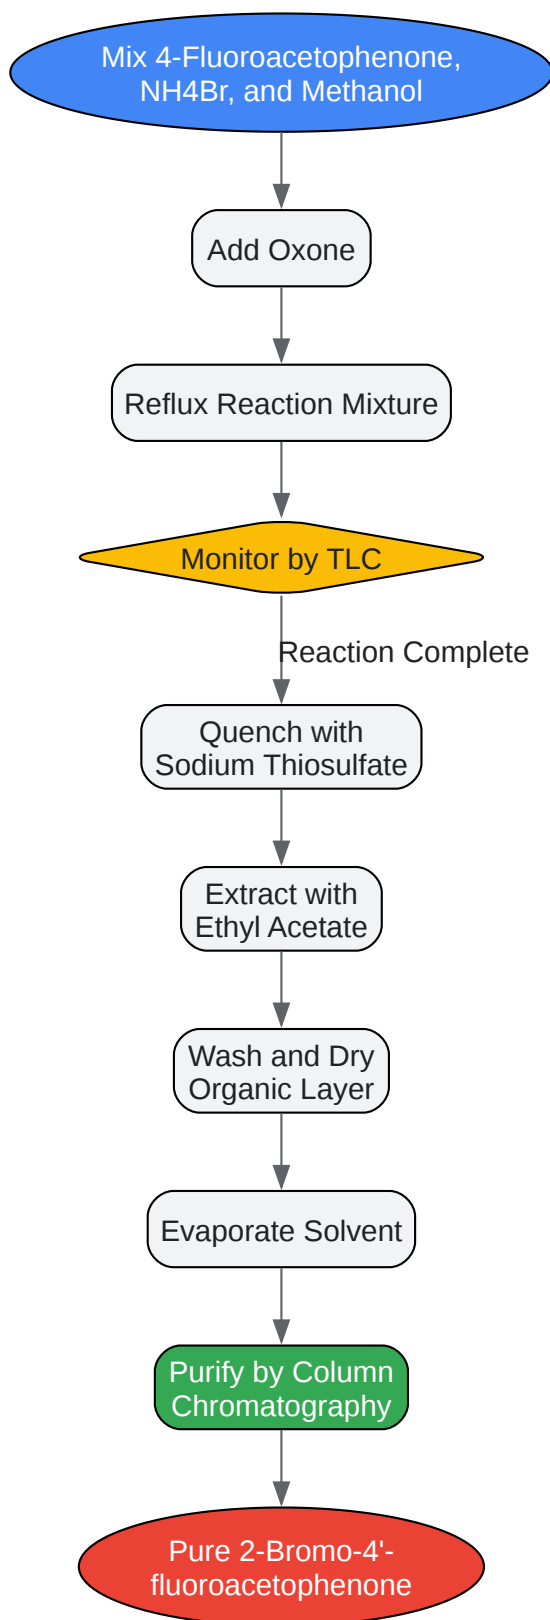 Mix 4-Fluoroacetophenone,
NH4Br, and Methanol
Add Oxone
Reflux Reaction Mixture
Monitor by TLC
Reaction Complete
Quench with
Sodium Thiosulfate
Extract with
Ethyl Acetate
Wash and Dry
Organic Layer
Evaporate Solvent
Purify by Column
Chromatography
Pure 2-Bromo-4'-
fluoroacetophenone